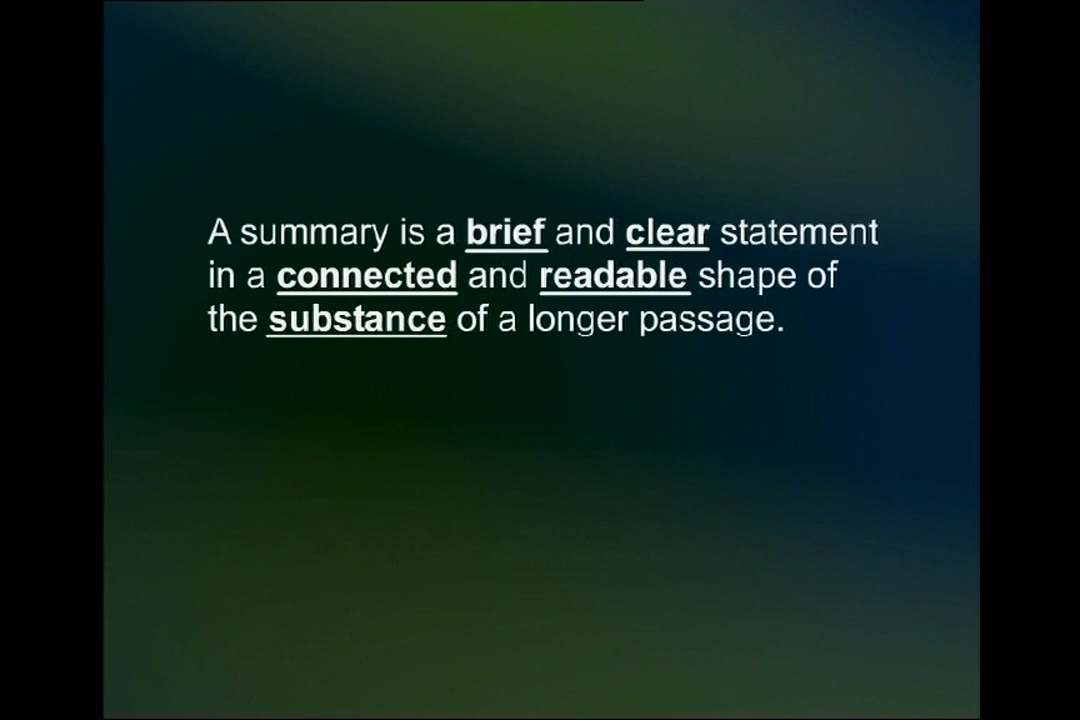 A summary is a brief and clear statement
in a connected and readable shape of
the substance of a longer passage.